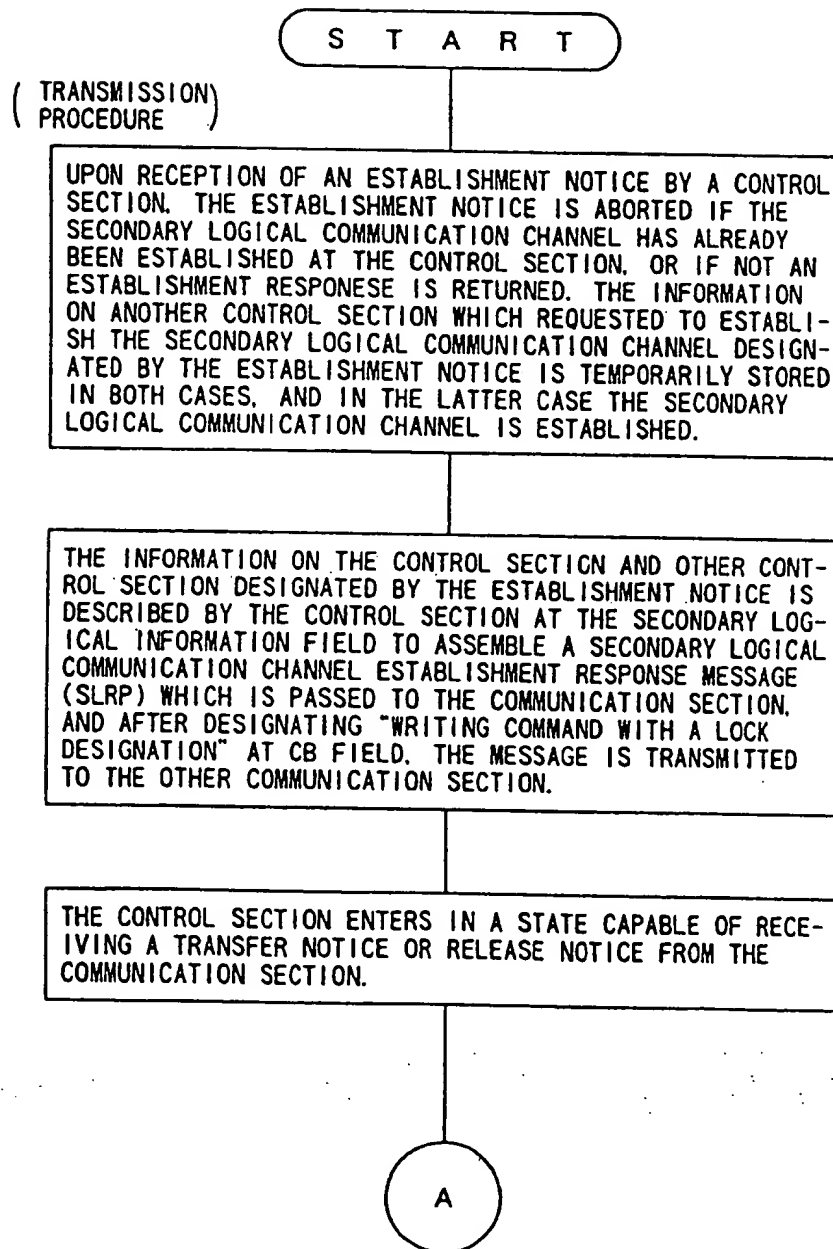 S T A R T
( TRANSMISSION
PROCEDURE )
UPON RECEPTION OF AN ESTABLISHMENT NOTICE BY A CONTROL
SECTION, THE ESTABLISHMENT NOTICE IS ABORTED IF THE
SECONDARY LOGICAL COMMUNICATION CHANNEL HAS ALREADY
BEEN ESTABLISHED AT THE CONTROL SECTION, OR IF NOT AN
ESTABLISHMENT RESPONESE IS RETURNED. THE INFORMATION
ON ANOTHER CONTROL SECTION WHICH REQUESTED TO ESTABLI-
SH THE SECONDARY LOGICAL COMMUNICATION CHANNEL DESIGN-
ATED BY THE ESTABLISHMENT NOTICE IS TEMPORARILY STORED
IN BOTH CASES, AND IN THE LATTER CASE THE SECONDARY
LOGICAL COMMUNICATION CHANNEL IS ESTABLISHED.
THE INFORMATION ON THE CONTROL SECTION AND OTHER CONT-
ROL SECTION DESIGNATED BY THE ESTABLISHMENT NOTICE IS
DESCRIBED BY THE CONTROL SECTION AT THE SECONDARY LOG-
ICAL INFORMATION FIELD TO ASSEMBLE A SECONDARY LOGICAL
COMMUNICATION CHANNEL ESTABLISHMENT RESPONSE MESSAGE
(SLRP) WHICH IS PASSED TO THE COMMUNICATION SECTION,
AND AFTER DESIGNATING "WRITING COMMAND WITH A LOCK
DESIGNATION" AT CB FIELD, THE MESSAGE IS TRANSMITTED
TO THE OTHER COMMUNICATION SECTION.
THE CONTROL SECTION ENTERS IN A STATE CAPABLE OF RECE-
IVING A TRANSFER NOTICE OR RELEASE NOTICE FROM THE
COMMUNICATION SECTION.
A